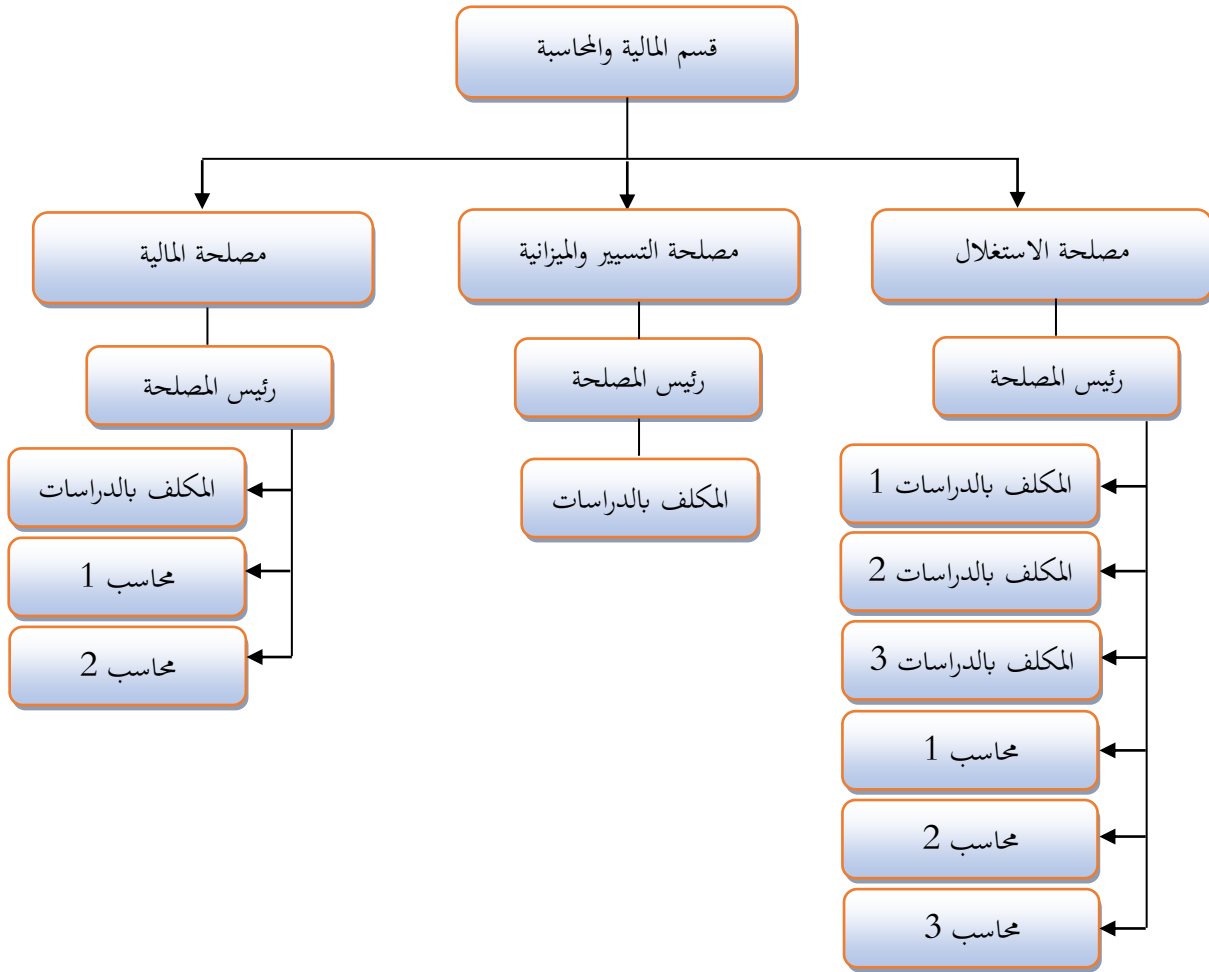 قسم المالية والمحاسبة
مصلحة الاستغلال
مصلحة التسيير والميزانية
مصلحة المالية
رئيس المصلحة
رئيس المصلحة
رئيس المصلحة
المكلف بالدراسات 1
المكلف بالدراسات 2
المكلف بالدراسات 3
محاسب 1
محاسب 2
محاسب 3
المكلف بالدراسات
المكلف بالدراسات
محاسب 1
محاسب 2